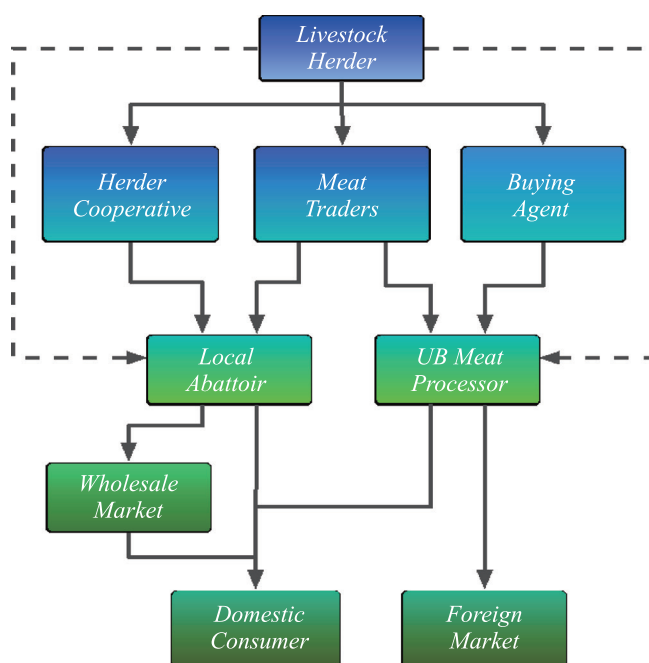 Livestock
Herder
Herder
Cooperative
Meat
Traders
Buying
Agent
Local
Abattoir
UB Meat
Processor
Wholesale
Market
Domestic
Consumer
Foreign
Market